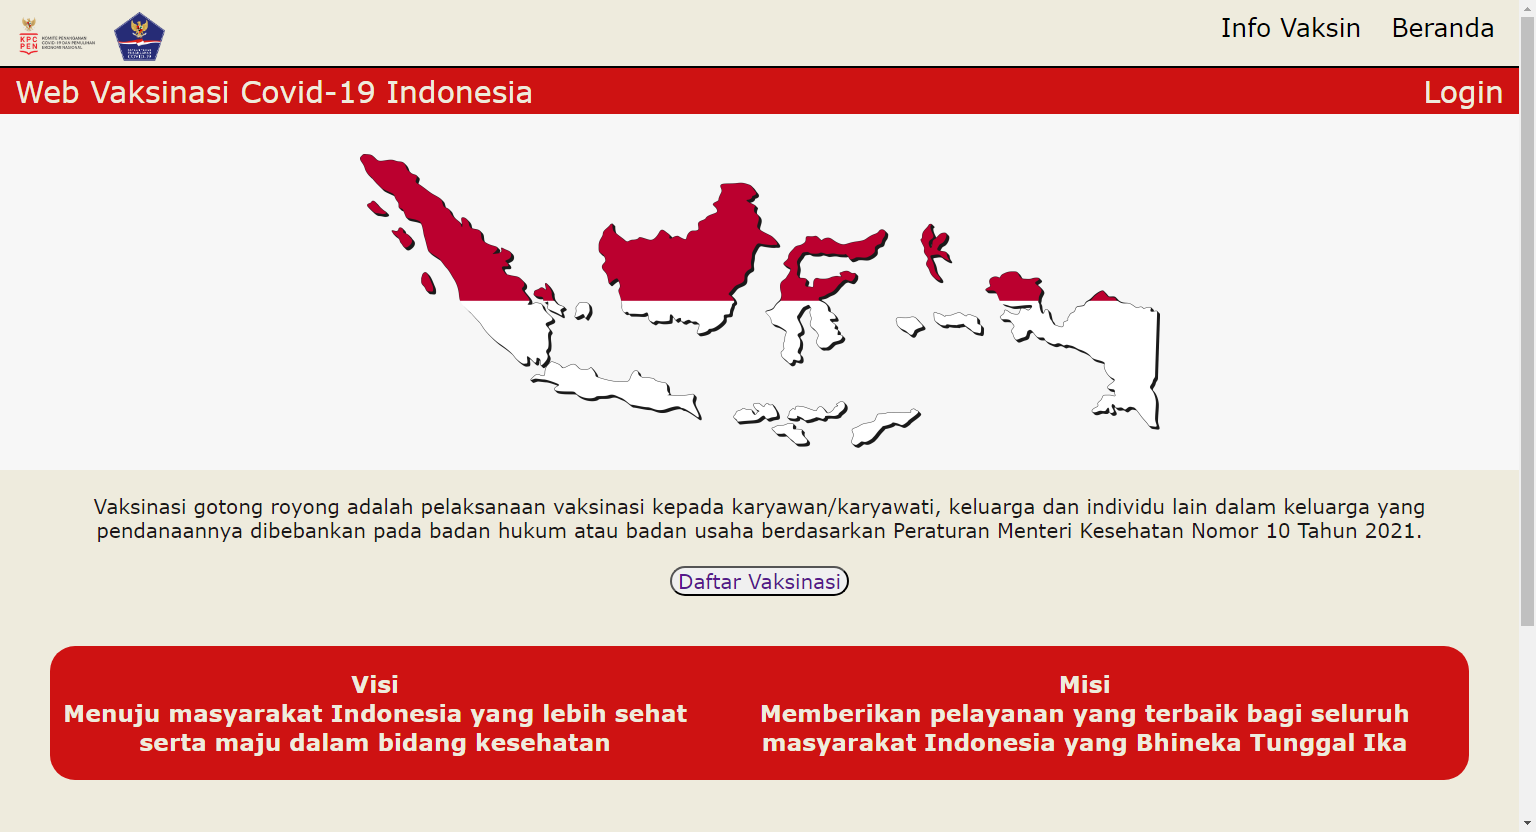 KPC
PEN
KOMITE PENANGANAN
COVID-19 DAN PEMULIHAN
EKONOMI NASIONAL
COVID-19
Info Vaksin
Beranda
Web Vaksinasi Covid-19 Indonesia
Login
Vaksinasi gotong royong adalah pelaksanaan vaksinasi kepada karyawan/karyawati, keluarga dan individu lain dalam keluarga yang
pendanaannya dibebankan pada badan hukum atau badan usaha berdasarkan Peraturan Menteri Kesehatan Nomor 10 Tahun 2021.
Daftar Vaksinasi
Visi
Menuju masyarakat Indonesia yang lebih sehat
serta maju dalam bidang kesehatan
Misi
Memberikan pelayanan yang terbaik bagi seluruh
masyarakat Indonesia yang Bhineka Tunggal Ika